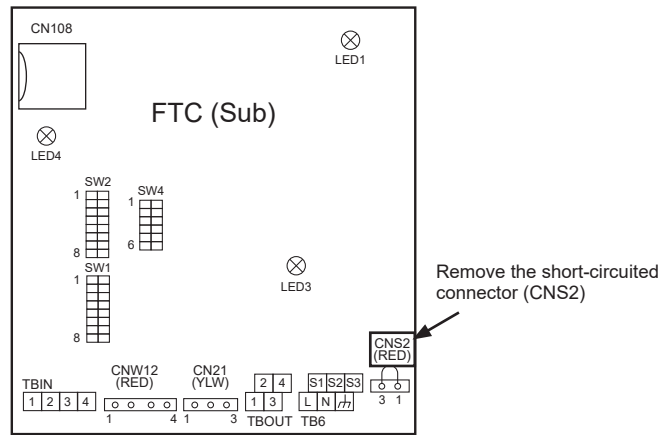 CN108
LED1
FTC (Sub)
LED4
SW2
1
8
SW4
1
6
SW1
1
8
LED3
Remove the short-circuited
connector (CNS2)
CNS2
(RED)
3 1
TBIN
1 2 3 4
CNW12
(RED)
1 4
CN21
(YLW)
1 3
2 4
1 3
TBOUT
S1 S2 S3
L N
TB6